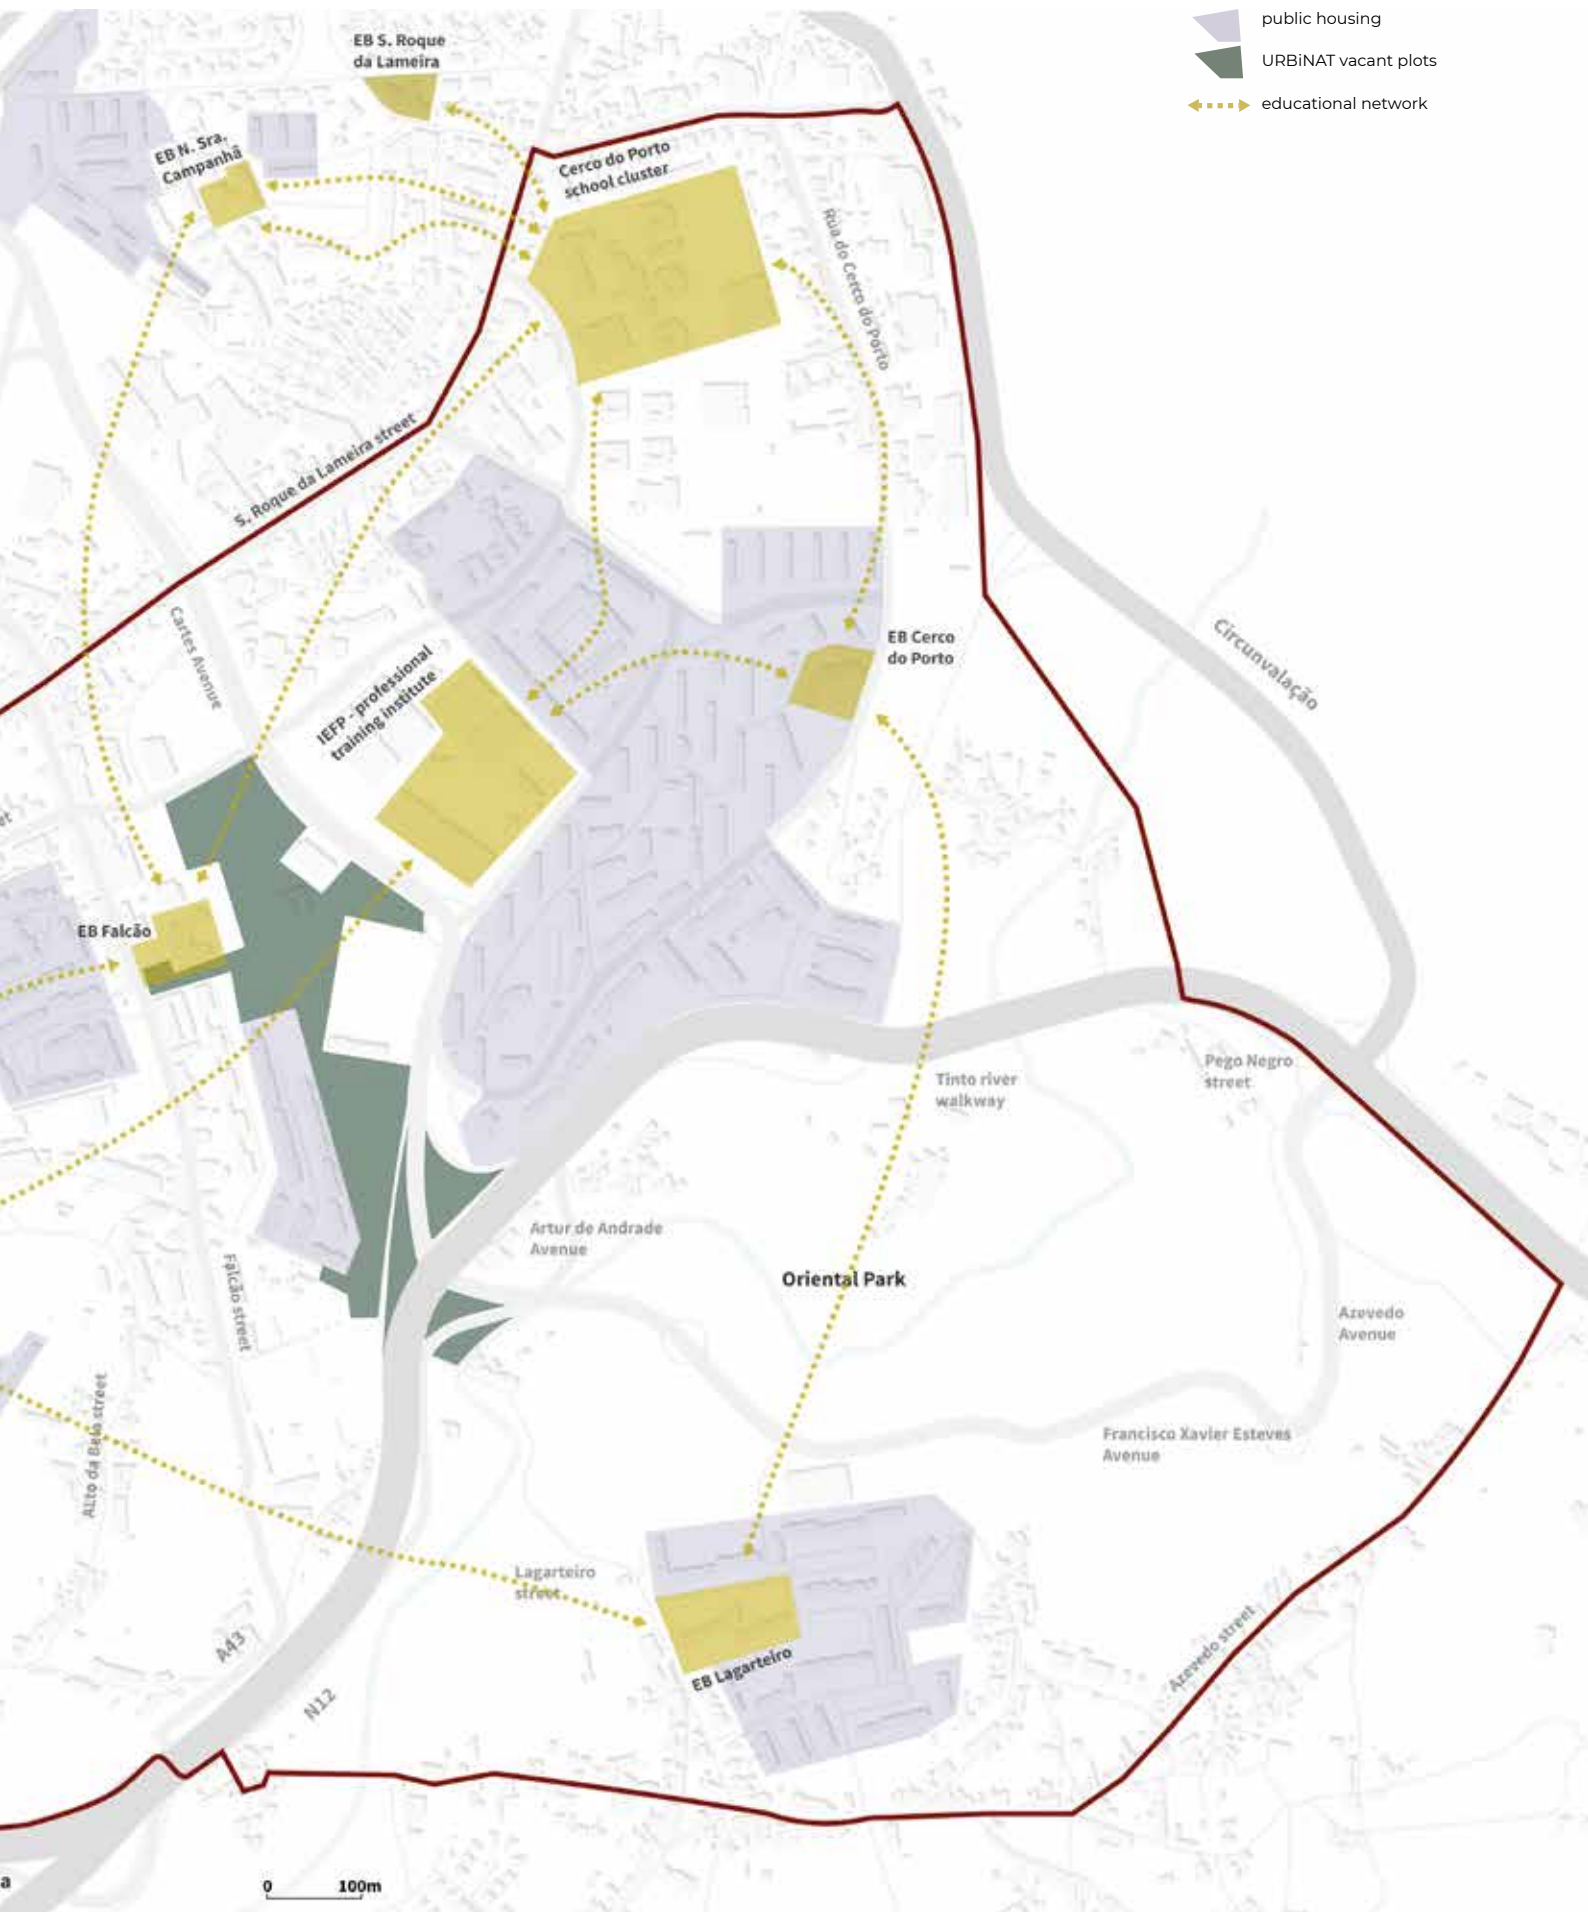 public housing
URBiNAT vacant plots
educational network
EB S. Roque
da Lameira
EB N. Sra.
Campanhã
Cerco do Porto
school cluster
Rua do Cerco do Porto
S. Roque da Lameira street
Cartes Avenue
IEFP - professional
training institute
EB Cerco
do Porto
Circunvalação
et
EB Falcão
Tinto river
walkway
Pego Negro
street
Artur de Andrade
Avenue
Oriental Park
Falcão street
Azevedo
Avenue
ALto da Bela street
Francisco Xavier Esteves
Avenue
Lagarteiro
street
EB Lagarteiro
Azevedo street
A43
N12
a
0 100m